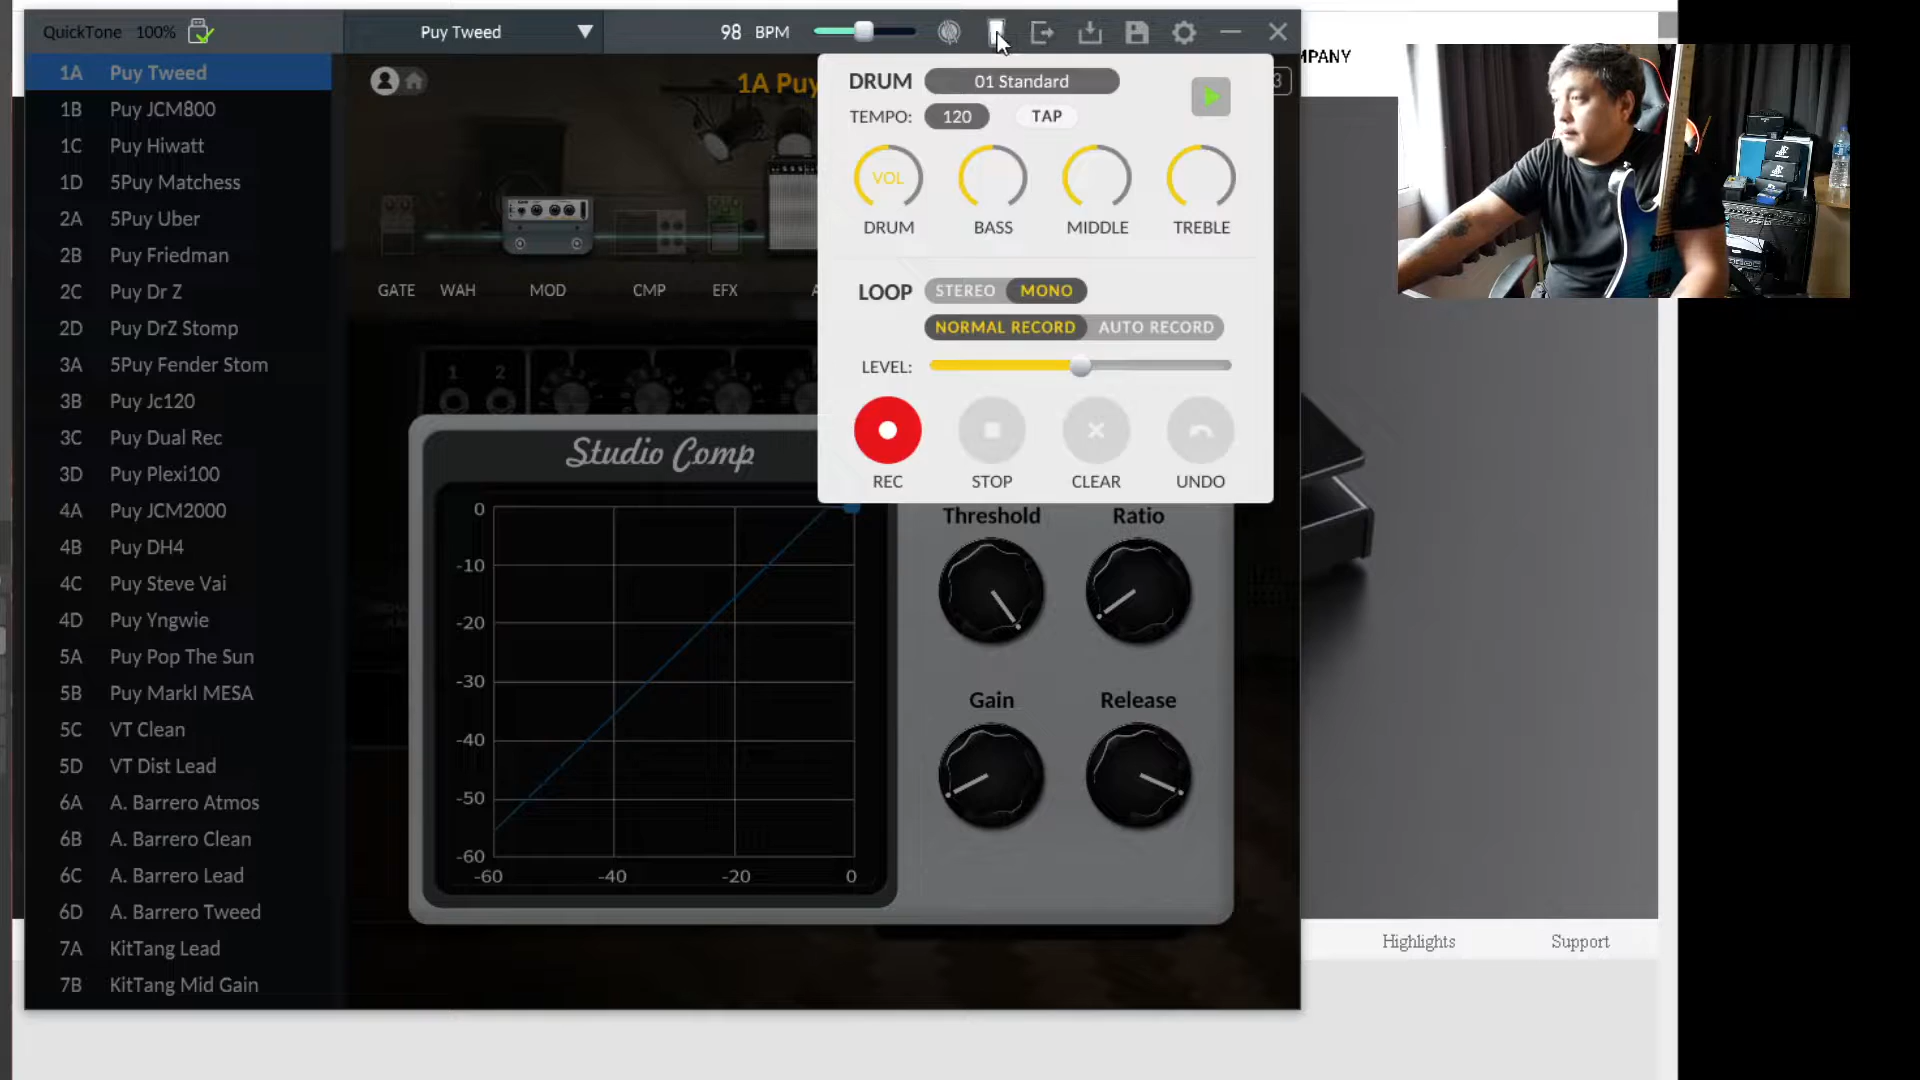 QuickTone 100%
Puy Tweed
98 BPM
1A Puy Tweed
1B Puy JCM800
1C Puy Hiwatt
1D 5Puy Matchess
2A 5Puy Uber
2B Puy Friedman
2C Puy Dr Z
2D Puy DrZ Stomp
3A 5Puy Fender Stom
3B Puy Jc120
3C Puy Dual Rec
3D Puy Plexi100
4A Puy JCM2000
4B Puy DH4
4C Puy Steve Vai
4D Puy Yngwie
5A Puy Pop The Sun
5B Puy MarkI MESA
5C VT Clean
5D VT Dist Lead
6A A. Barrero Atmos
6B A. Barrero Clean
6C A. Barrero Lead
6D A. Barrero Tweed
7A KitTang Lead
7B KitTang Mid Gain
1A Puy
GATE WAH MOD CMP EFX
1 2
DRUM 01 Standard
TEMPO: 120 TAP
VOL
DRUM BASS MIDDLE TREBLE
LOOP STEREO MONO
NORMAL RECORD AUTO RECORD
LEVEL:
REC STOP CLEAR UNDO
Studio Comp
0
-10
-20
-30
-40
-50
-60
-60 -40 -20 0
Threshold Ratio
Gain Release
MPANY
3
Highlights Support